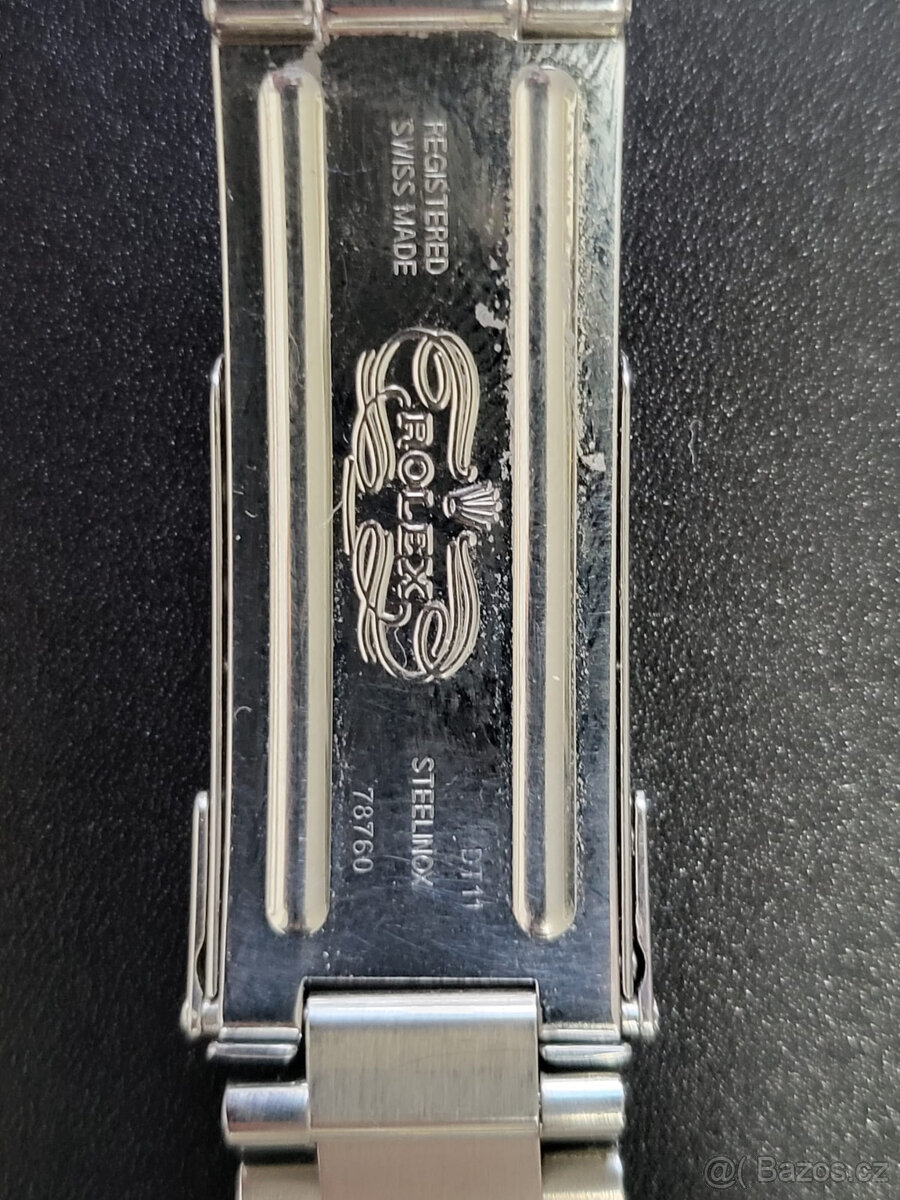 REGISTERED
SWISS MADE
ROLEX
STEELINOX
78760
DT11
@( Bazos.cz